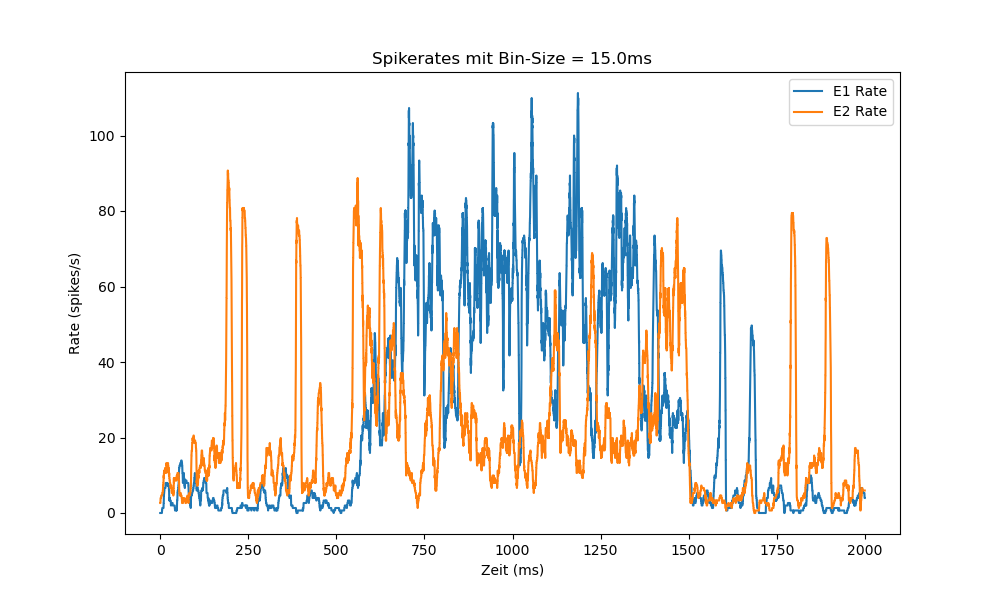 Spikerates mit Bin-Size = 15.0ms
E1 Rate
E2 Rate
Rate (spikes/s)
100
80
60
40
20
0
0 250 500 750 1000 1250 1500 1750 2000
Zeit (ms)